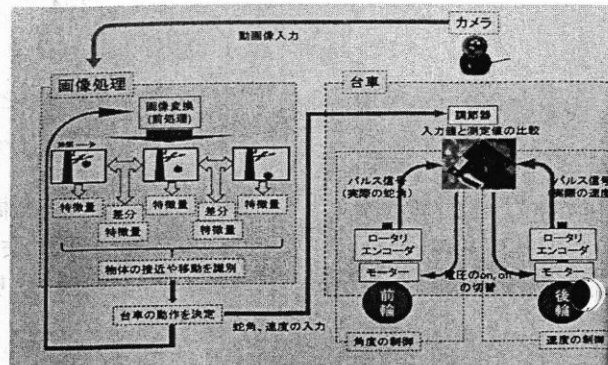 カメラ
動画像入力
画像処理
画像変換
(前処理)
時間
特徴量
特徴量
特徴量
差分
特徴量
差分
特徴量
物体の接近や移動を識別
台車の動作を決定
蛇角、速度の入力
台車
調節器
入力値と測定値の比較
パルス信号
(実際の蛇角)
パルス信号
実際の速度
ロータリ
エンコーダ
モーター
ロータリ
エンコーダ
モーター
電圧のon, off
の切替
前輪
後輪
角度の制御
速度の制御